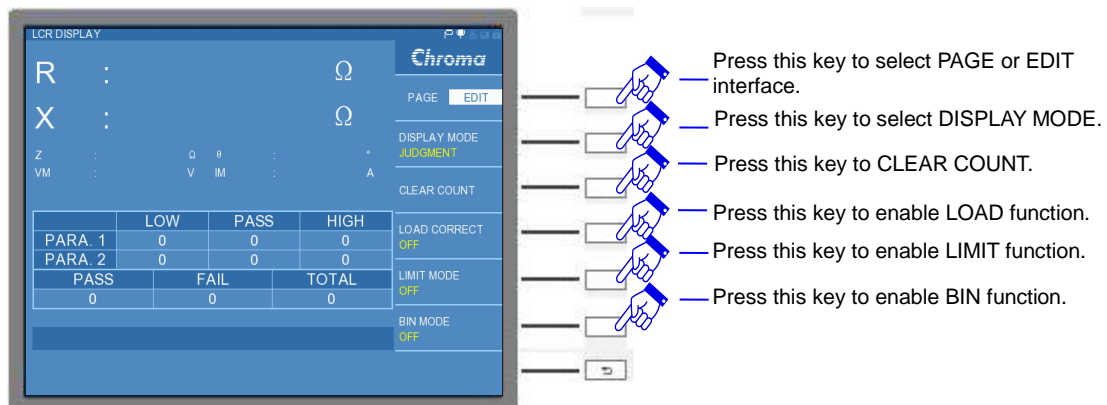 LCR DISPLAY
Chroma
R : Ω
X : Ω
Z : Ω θ : °
VM : V IM : A
PAGE EDIT
DISPLAY MODE
JUDGMENT
CLEAR COUNT
LOAD CORRECT
OFF
LIMIT MODE
OFF
BIN MODE
OFF
LOW PASS HIGH
PARA. 1 0 0 0
PARA. 2 0 0 0
PASS FAIL TOTAL
0 0 0
Press this key to select PAGE or EDIT
interface.
Press this key to select DISPLAY MODE.
Press this key to CLEAR COUNT.
Press this key to enable LOAD function.
Press this key to enable LIMIT function.
Press this key to enable BIN function.